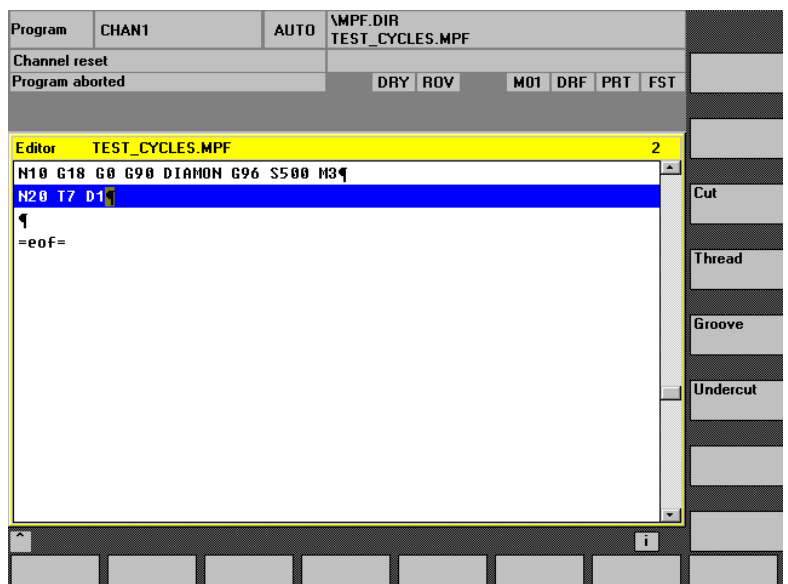 Program CHAN1 AUTO \MPF.DIR
TEST_CYCLES.MPF
Channel reset
Program aborted DRY ROV M01 DRF PRT FST
Editor TEST_CYCLES.MPF 2
N10 G18 G0 G90 DIAMON G96 S500 M3¶
N20 T7 D1¶
¶
=eof=
Cut
Thread
Groove
Undercut
^ i